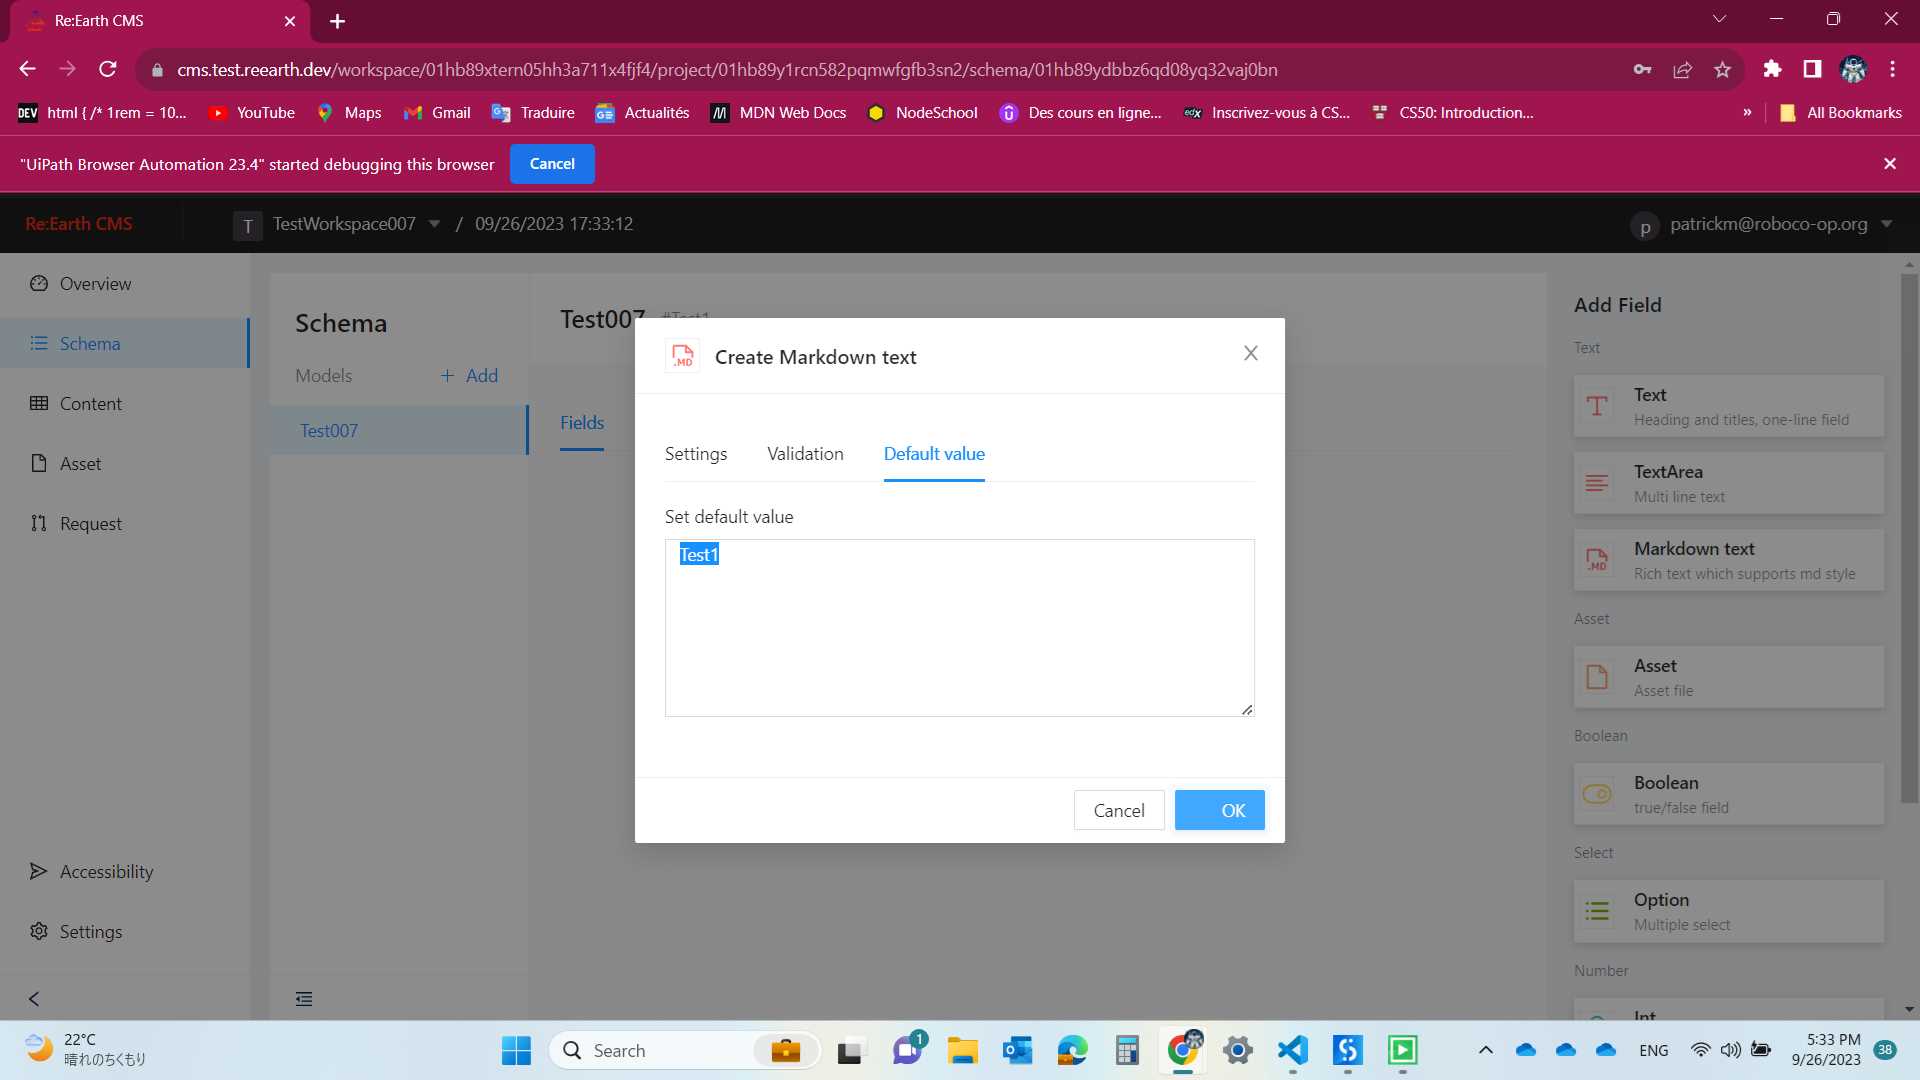 Re:Earth CMS
cms.test.reearth.dev/workspace/01hb89xtern05hh3a711x4fjf4/project/01hb89y1rcn582pqmwfgfb3sn2/schema/01hb89ydbbz6qd08yq32vaj0bn
DEV html { /* 1rem = 10... YouTube Maps Gmail Traduire Actualités MDN Web Docs NodeSchool Des cours en ligne... edX Inscrivez-vous à CS... CS50: Introduction... » All Bookmarks
"UiPath Browser Automation 23.4" started debugging this browser Cancel
Re:Earth CMS T TestWorkspace007 / 09/26/2023 17:33:12 p patrickm@roboco-op.org
Overview
Schema
Content
Asset
Request
Accessibility
Settings
Schema
Models + Add
Test007
Test007 #Test1
Fields
.MD Create Markdown text
Settings Validation Default value
Set default value
Test1
Cancel OK
Add Field
Text
Text
Heading and titles, one-line field
TextArea
Multi line text
.MD Markdown text
Rich text which supports md style
Asset
Asset
Asset file
Boolean
Boolean
true/false field
Select
Option
Multiple select
Number
Int
22°C
晴れのちくもり
Search
1
ENG
5:33 PM
9/26/2023
38